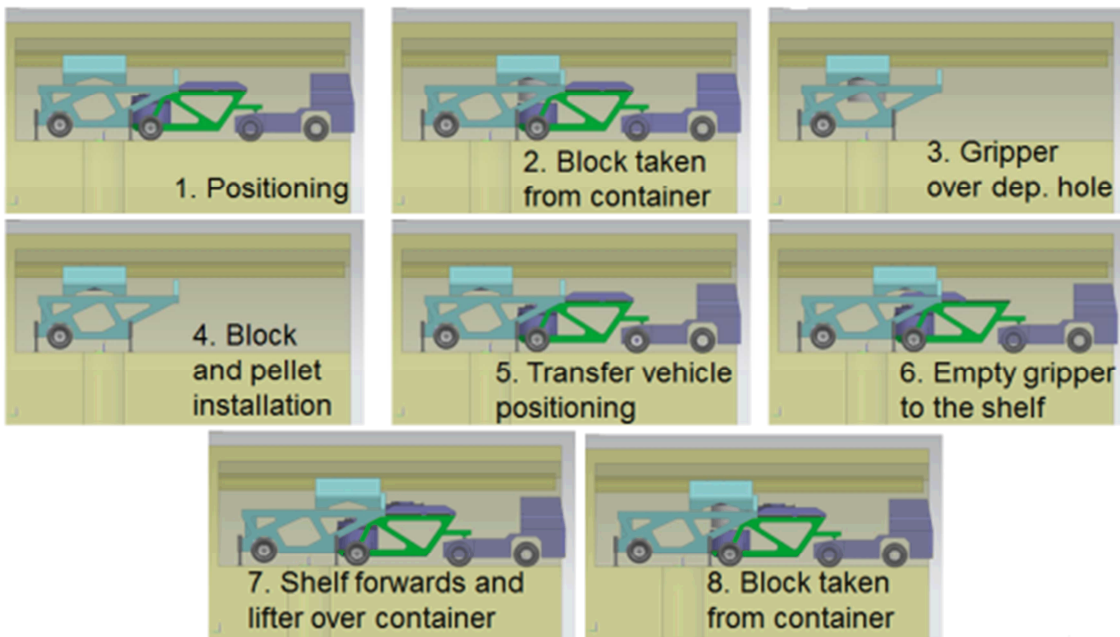 1. Positioning
2. Block taken
from container
3. Gripper
over dep. hole
4. Block
and pellet
installation
5. Transfer vehicle
positioning
6. Empty gripper
to the shelf
7. Shelf forwards and
lifter over container
8. Block taken
from container